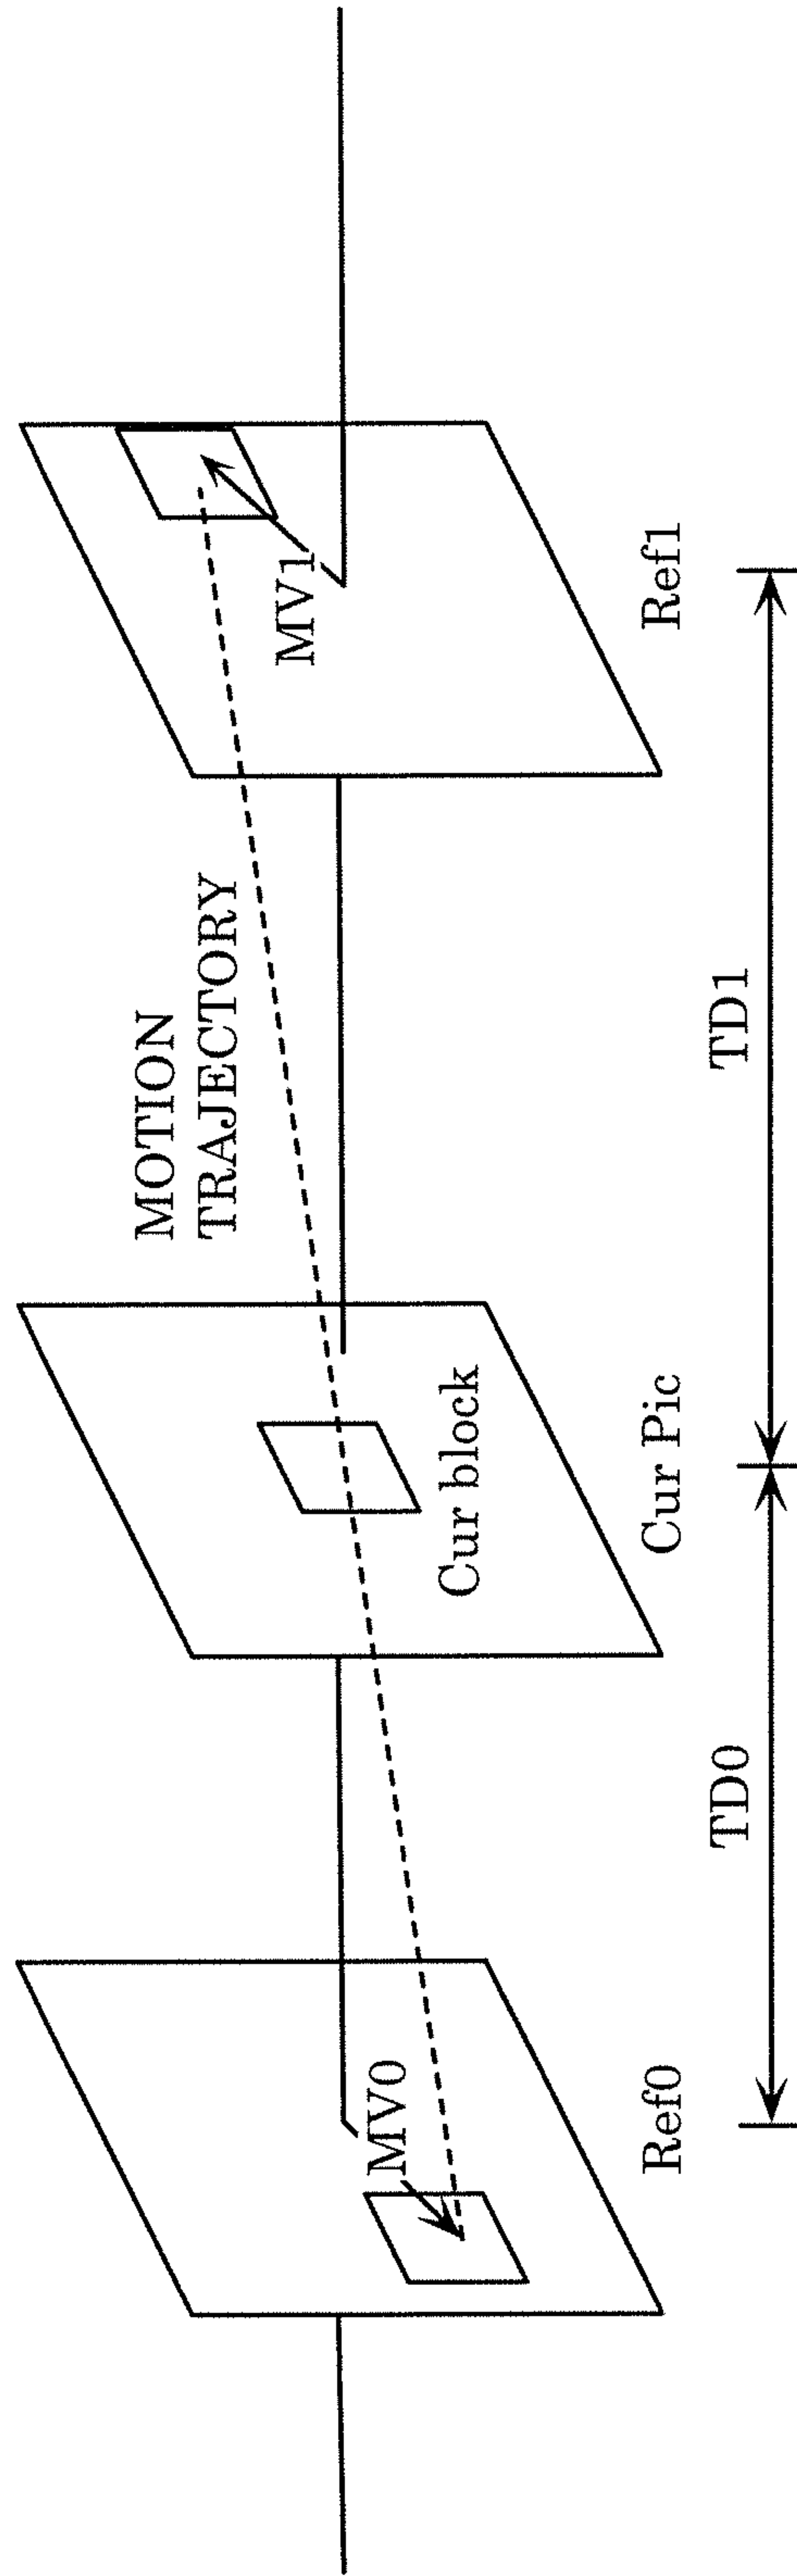 MOTION
TRAJECTORY
MV0
MV1
Cur block
Ref0
Cur Pic
Ref1
TD0
TD1